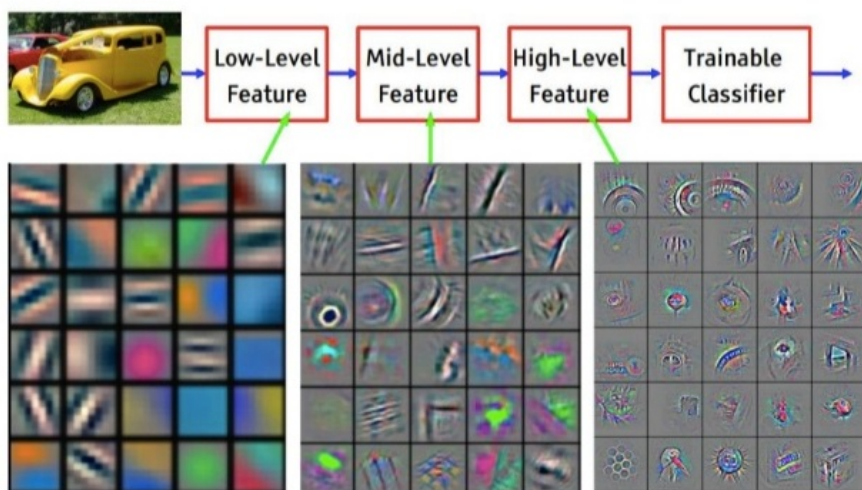 Low-Level
Feature
Mid-Level
Feature
High-Level
Feature
Trainable
Classifier